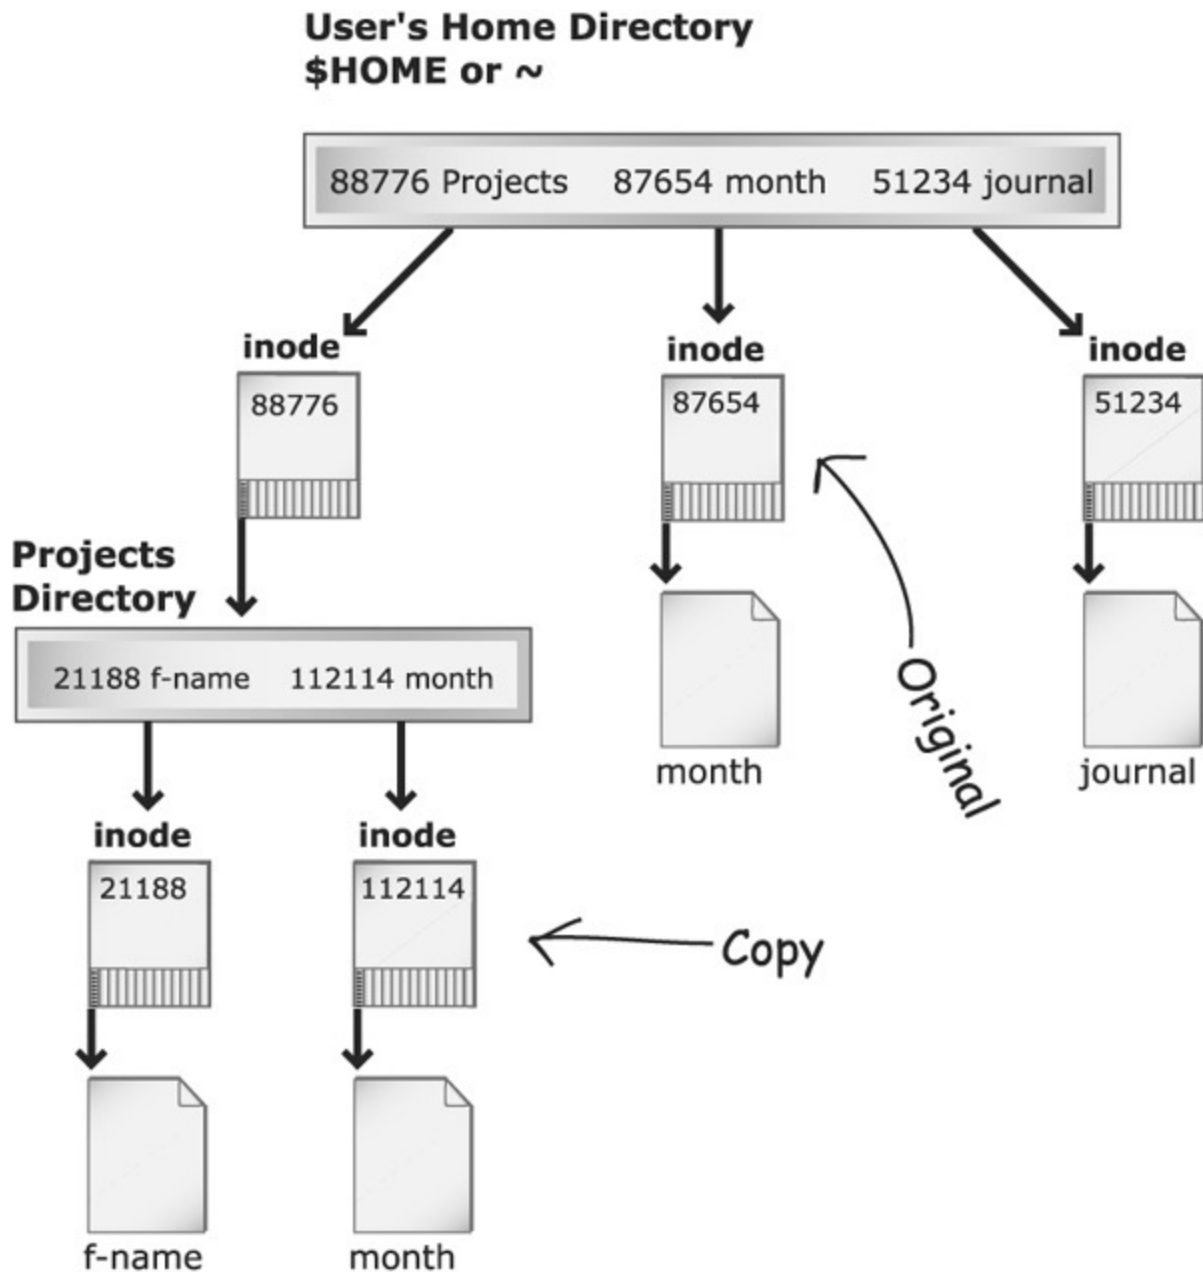 User's Home Directory
$HOME or ~
88776 Projects 87654 month 51234 journal
inode inode inode
88776 87654 51234
Projects
Directory
21188 f-name 112114 month
Original
month journal
inode inode
21188 112114
Copy
f-name month